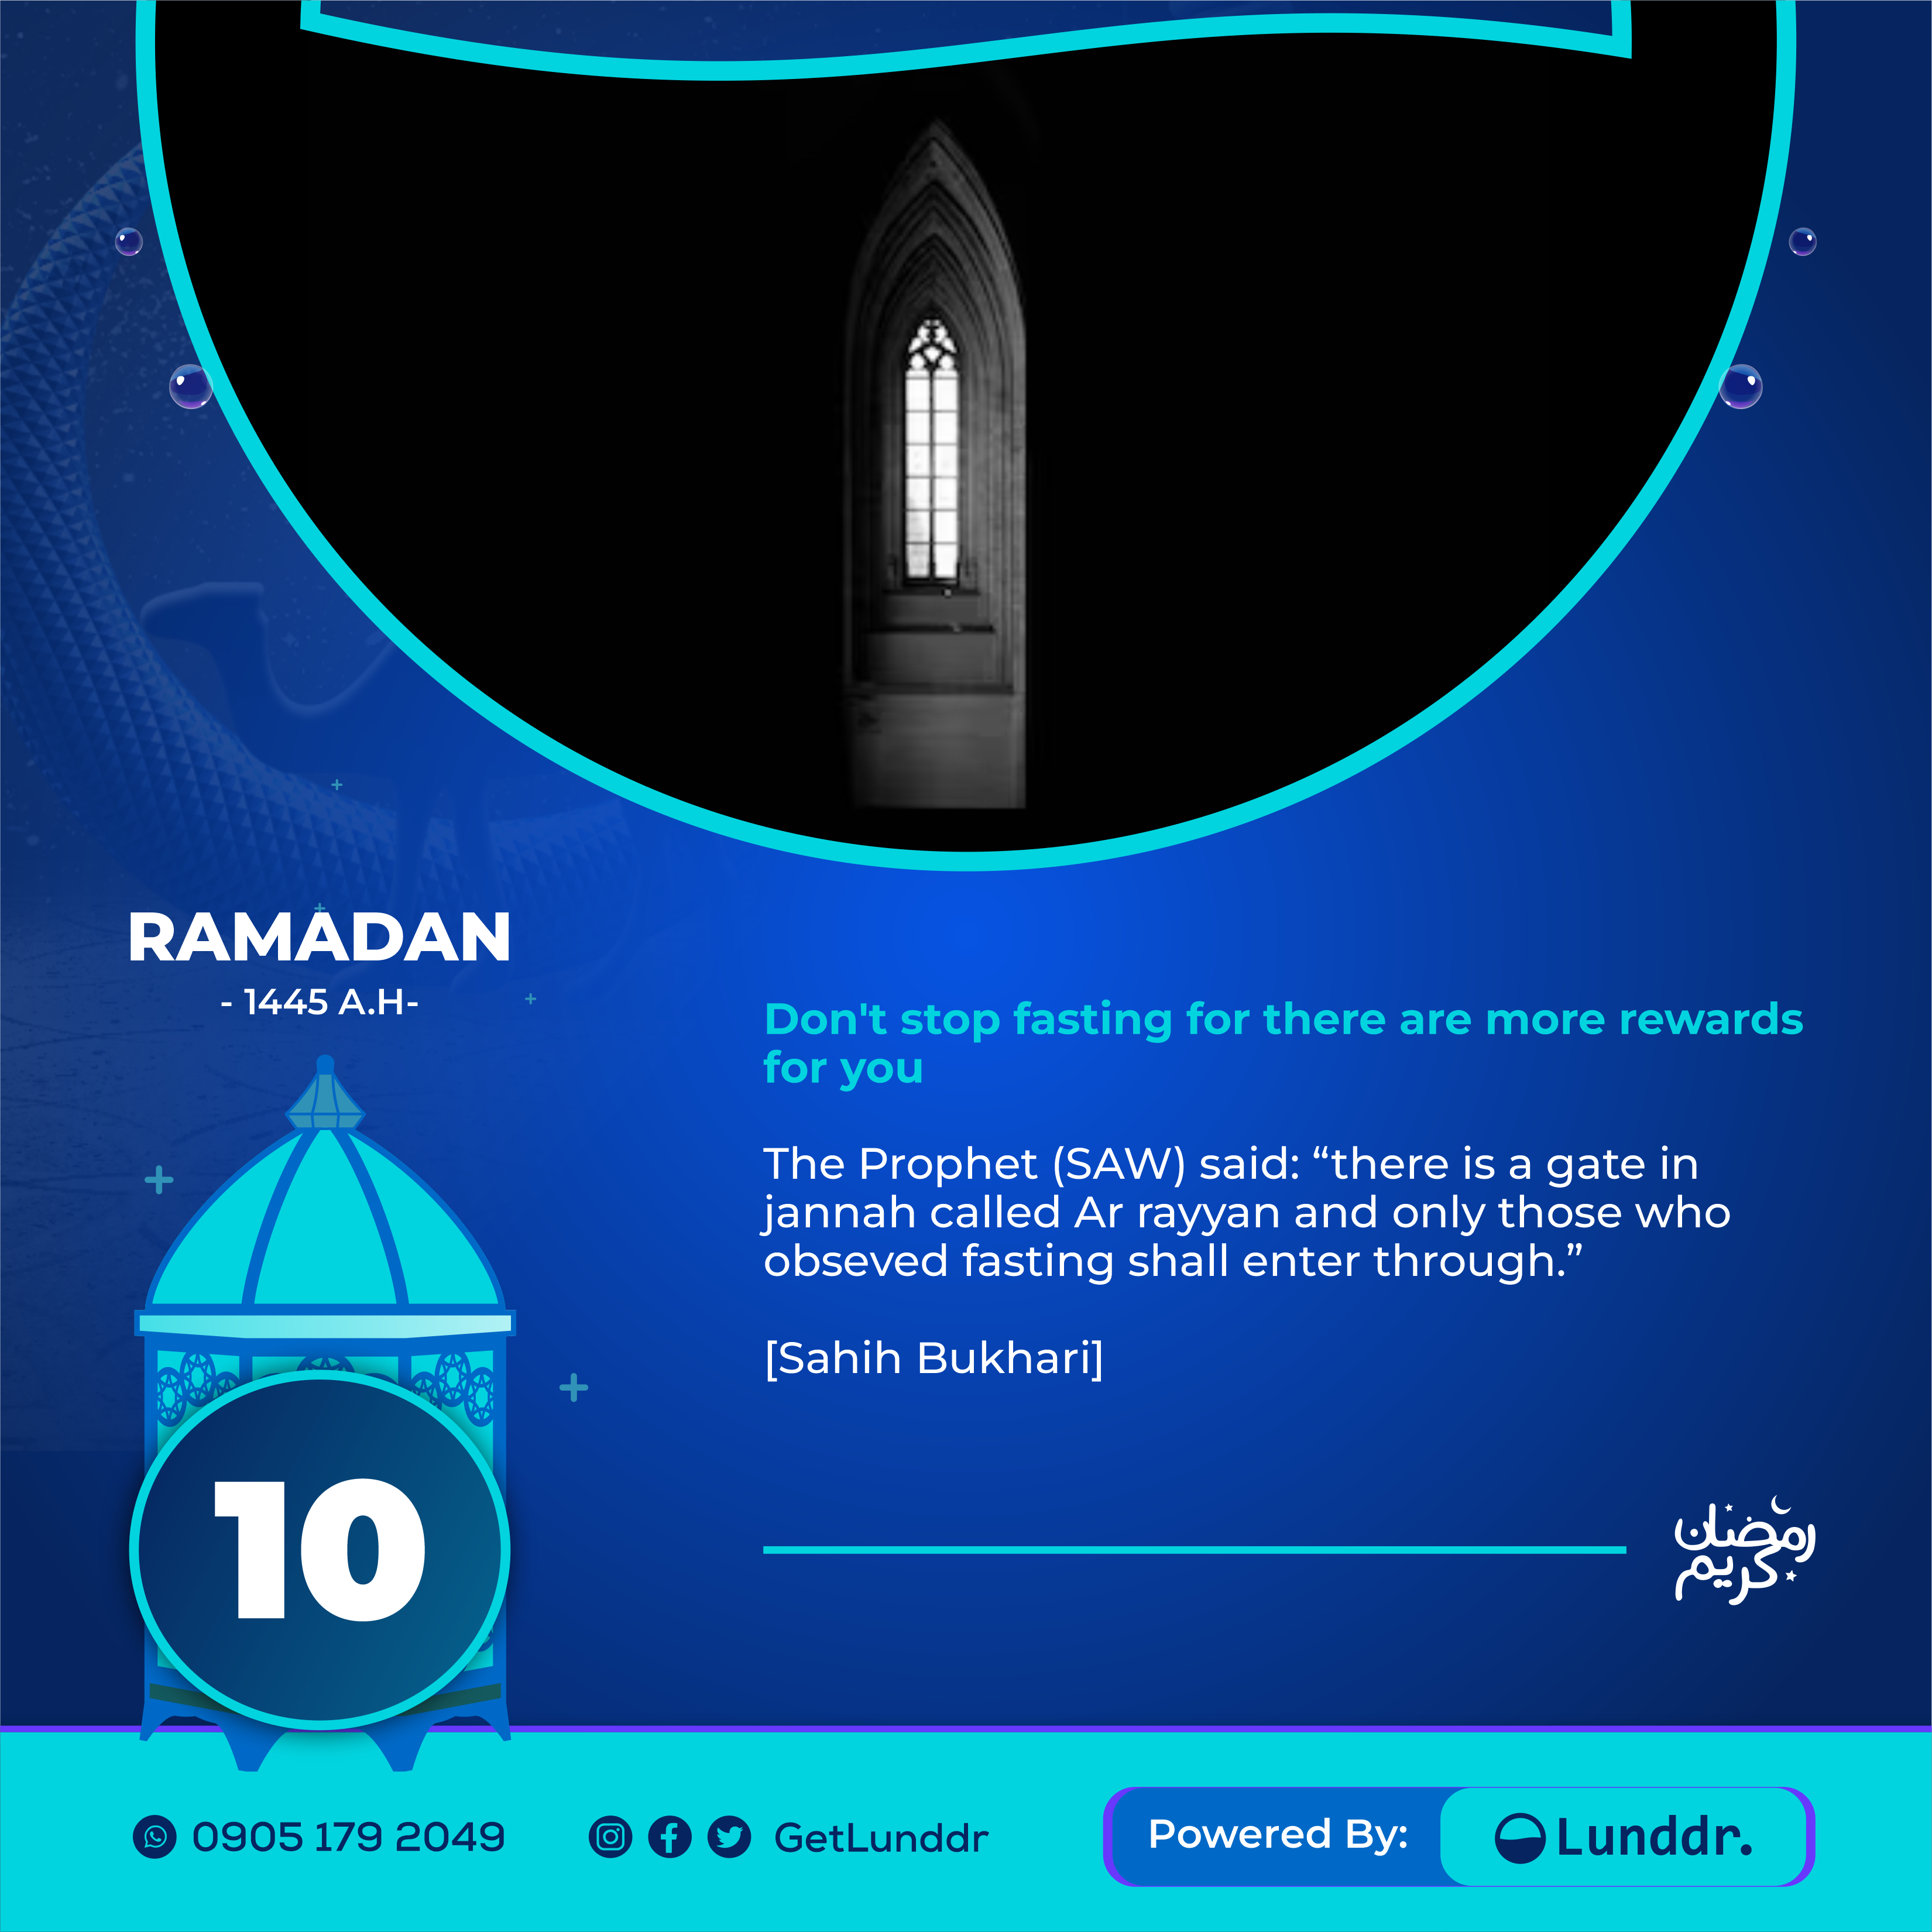 RAMADAN
- 1445 A.H-
Don't stop fasting for there are more rewards
for you
The Prophet (SAW) said: “there is a gate in
jannah called Ar rayyan and only those who
obseved fasting shall enter through.”
[Sahih Bukhari]
10
رمضان
كريم
0905 179 2049
GetLunddr
Powered By:
Lunddr.